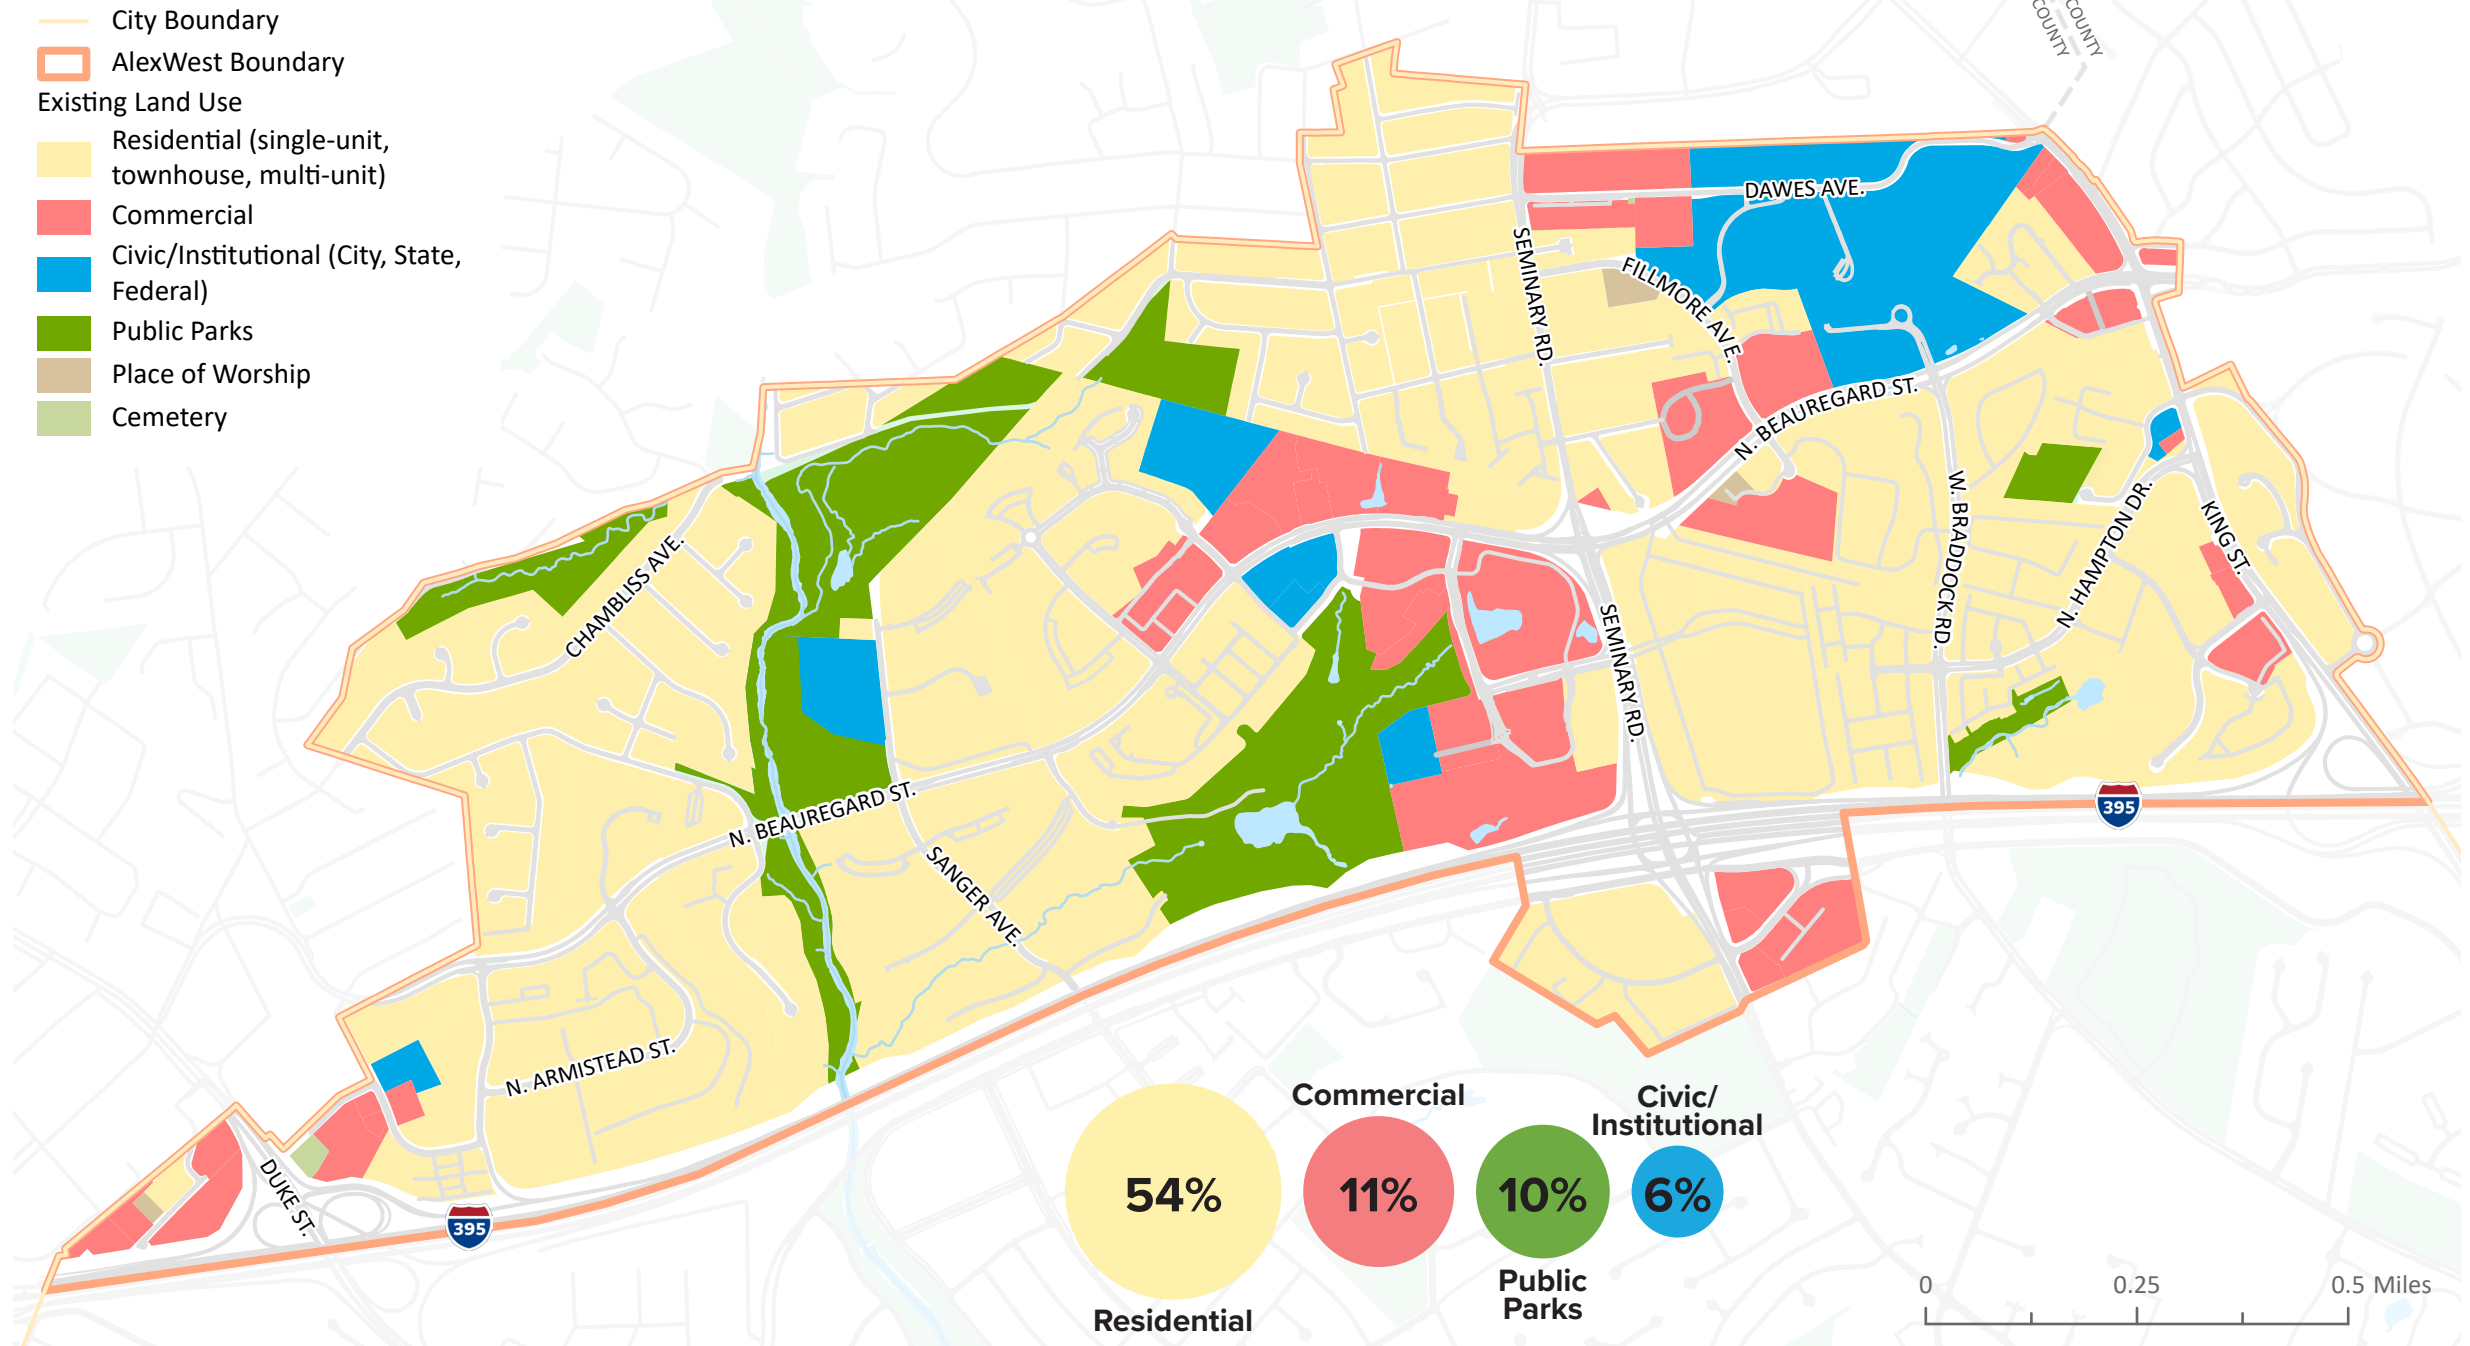 City Boundary
AlexWest Boundary
Existing Land Use
Residential (single-unit,
townhouse, multi-unit)
Commercial
Civic/Institutional (City, State,
Federal)
Public Parks
Place of Worship
Cemetery
COUNTY
COUNTY
DAWES AVE.
SEMINARY RD.
FILLMORE AVE.
N. BEAUREGARD ST.
W. BRADDOCK RD.
N. HAMPTON DR.
KING ST.
CHAMBLISS AVE.
SEMINARY RD.
N. BEAUREGARD ST.
SANGER AVE.
395
N. ARMISTEAD ST.
DUKE ST.
395
Commercial
Civic/
Institutional
54%
11%
10%
6%
Residential
Public
Parks
0 0.25 0.5 Miles